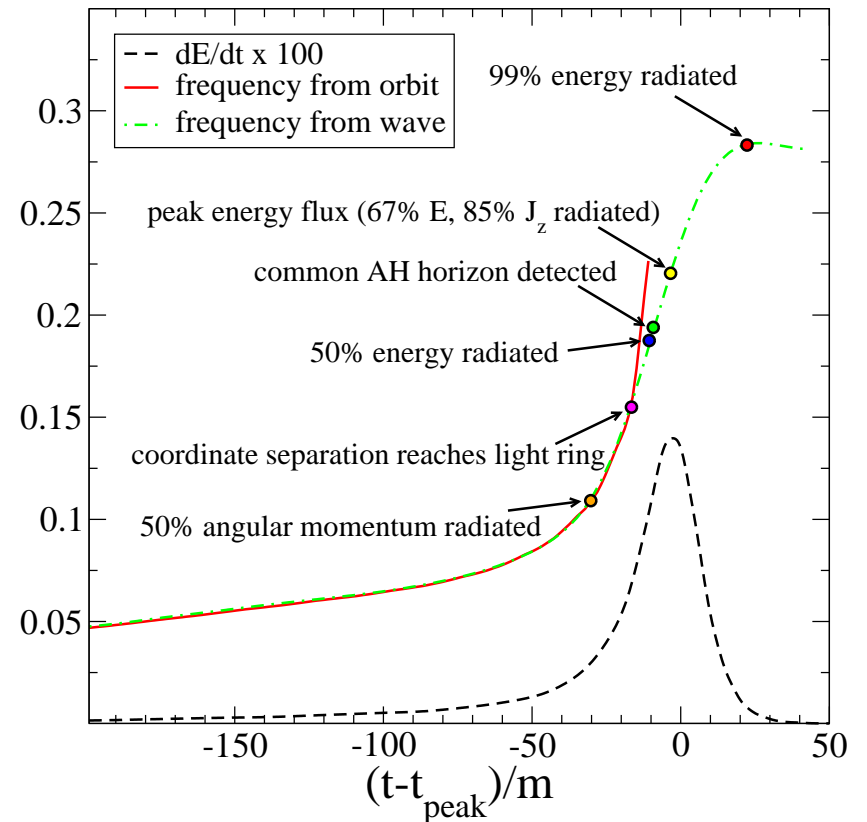 dE/dt x 100
frequency from orbit
frequency from wave
99% energy radiated
peak energy flux (67% E, 85% J_z radiated)
common AH horizon detected
50% energy radiated
coordinate separation reaches light ring
50% angular momentum radiated
0.3
0.25
0.2
0.15
0.1
0.05
-150 -100 -50 0 50
(t-t_peak)/m